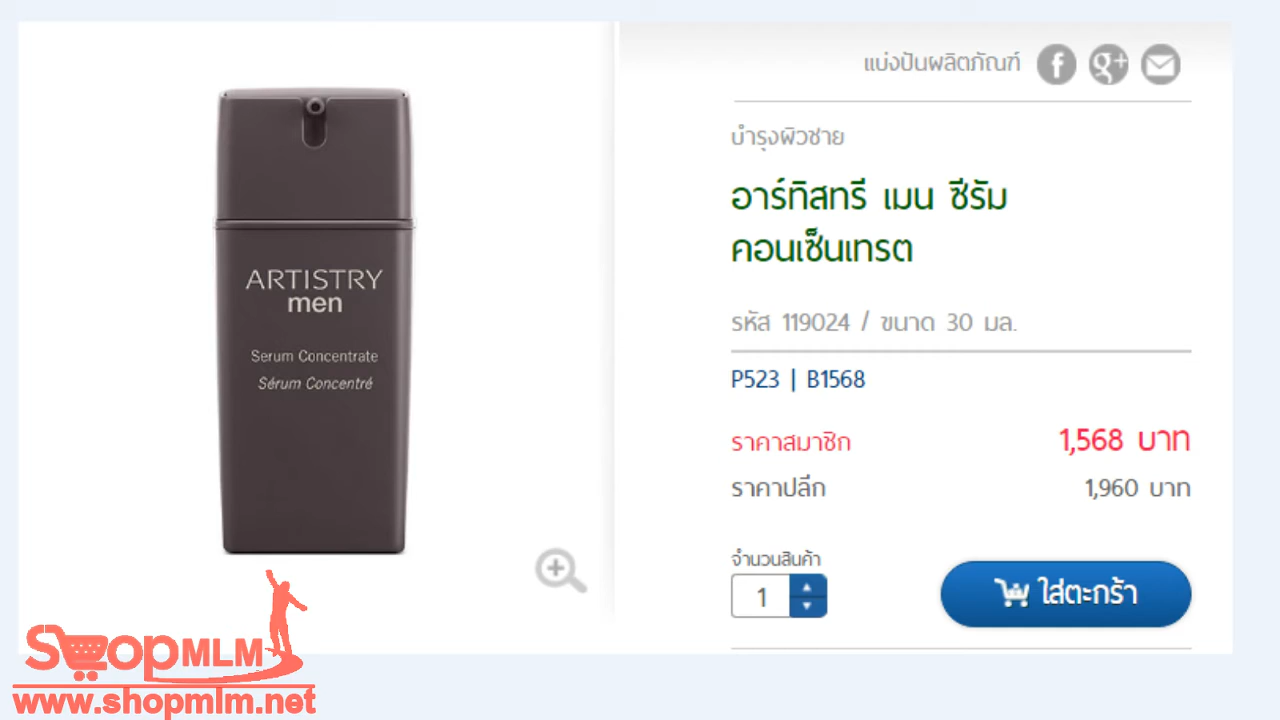 แบ่งปันผลิตภัณฑ์
f
g+
บำรุงผิวชาย
อาร์ทิสทรี เมน ซีรัม
คอนเซ็นเทรต
รหัส 119024 / ขนาด 30 มล.
P523 | B1568
ราคาสมาชิก 1,568 บาท
ราคาปลีก 1,960 บาท
จำนวนสินค้า
1
ใส่ตะกร้า
ARTISTRY
men
Serum Concentrate
Sérum Concentré
ShopMLM
www.shopmlm.net